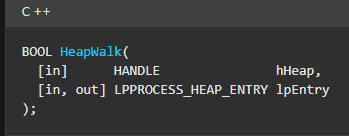 C++
BOOL HeapWalk(
  [in]      HANDLE               hHeap,
  [in, out] LPPROCESS_HEAP_ENTRY lpEntry
);